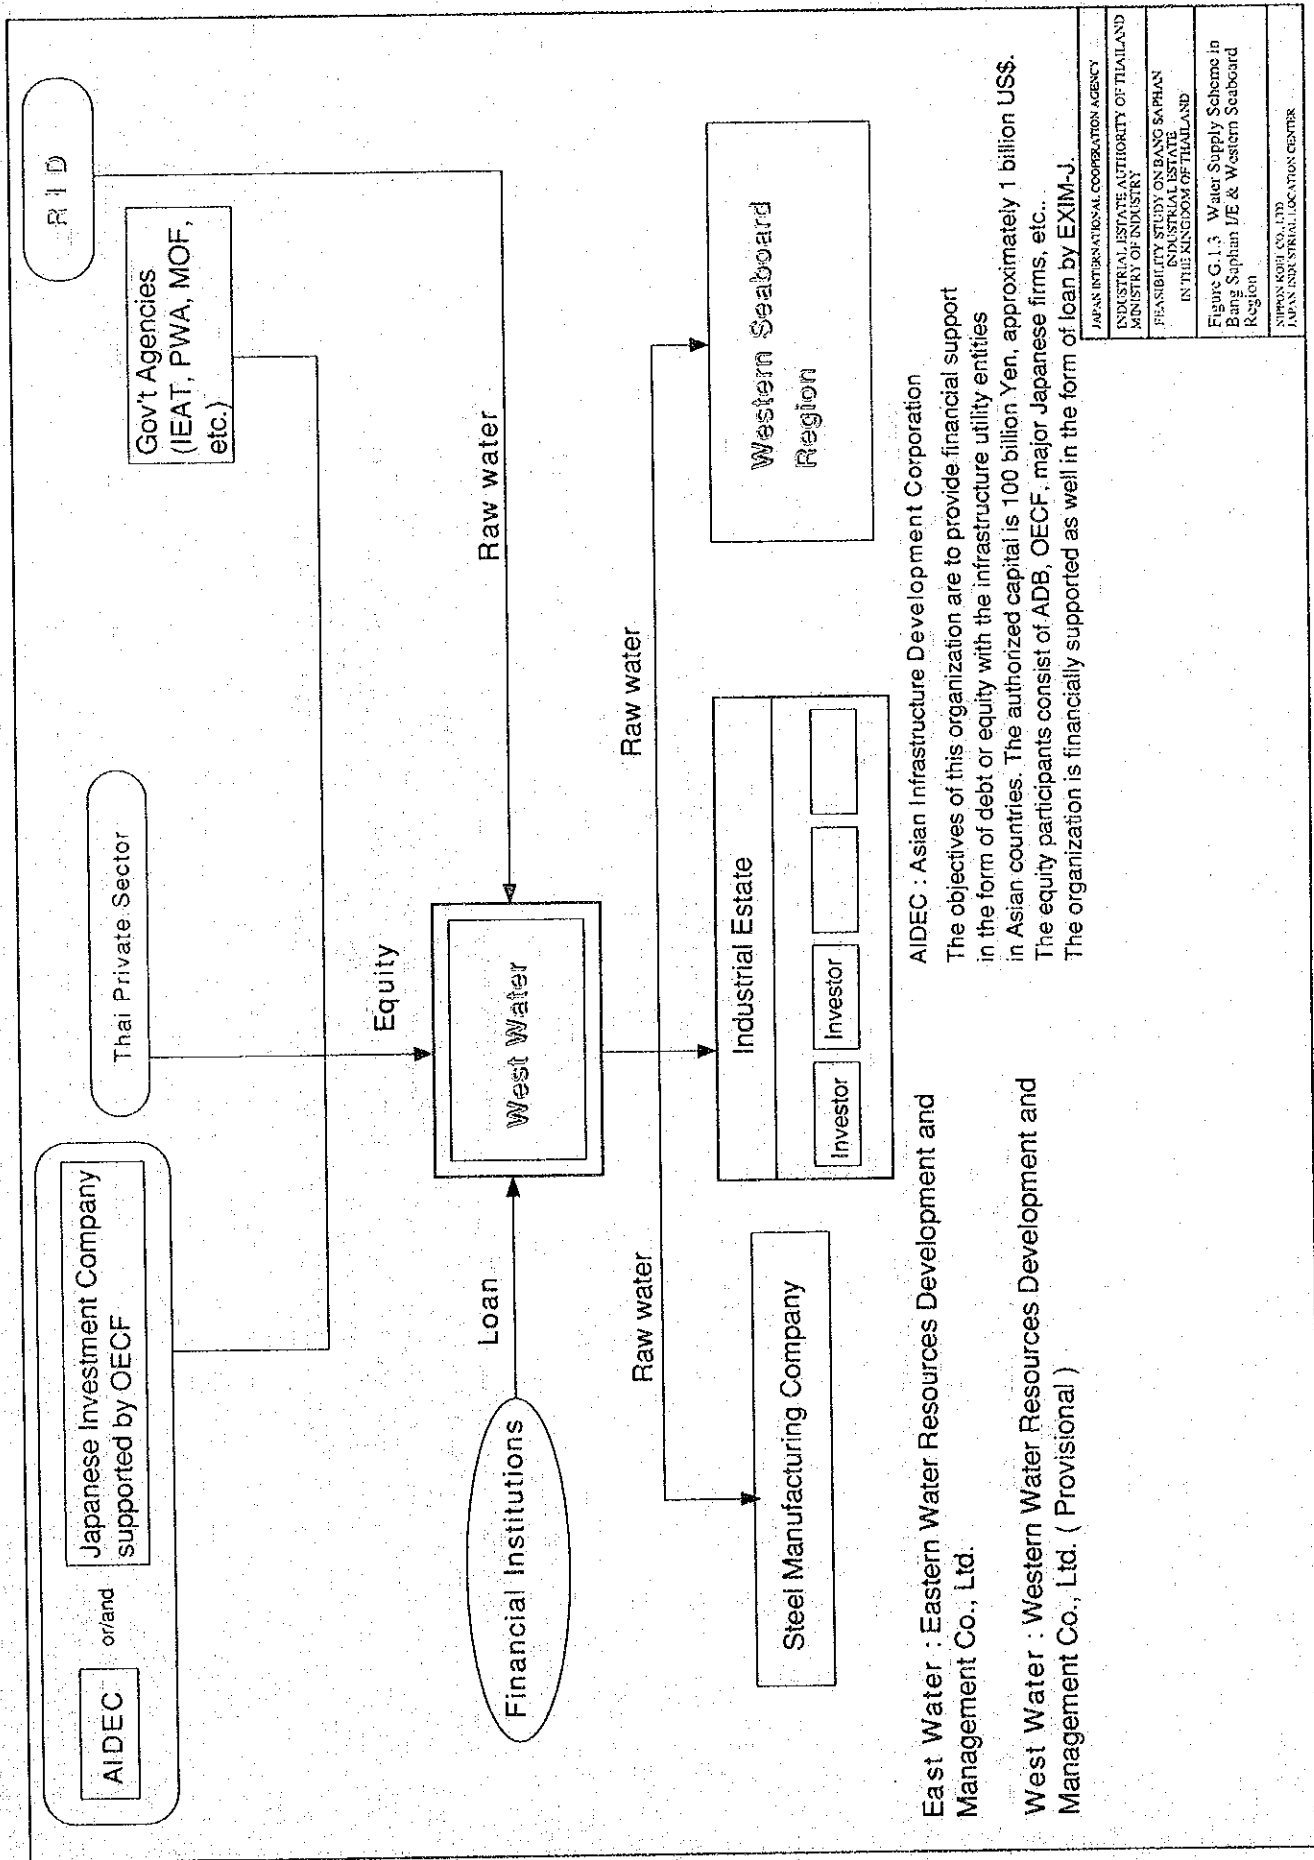 AIDEC
or/and
Japanese Investment Company
supported by OECF
Thai Private Sector
Gov't Agencies
(IEAT, PWA, MOF,
etc.)
RID
Equity
Raw water
Loan
Financial Institutions
West Water
Raw water
Raw water
Steel Manufacturing Company
Industrial Estate
Investor
Investor
Western Seaboard
Region
East Water : Eastern Water Resources Development and
Management Co., Ltd.
West Water : Western Water Resources Development and
Management Co., Ltd. ( Provisional )
AIDEC : Asian Infrastructure Development Corporation
The objectives of this organization are to provide financial support
in the form of debt or equity with the infrastructure utility entities
in Asian countries. The authorized capital is 100 billion Yen, approximately 1 billion US$.
The equity participants consist of ADB, OECF, major Japanese firms, etc..
The organization is financially supported as well in the form of loan by EXIM-J.
JAPAN INTERNATIONAL COOPERATION AGENCY
INDUSTRIAL ESTATE AUTHORITY OF THAILAND
MINISTRY OF INDUSTRY
FEASIBILITY STUDY ON BANG SAPHAN
INDUSTRIAL ESTATE
IN THE KINGDOM OF THAILAND
Figure G.1.3 Water Supply Scheme in
Bang Saphan I/E & Western Seaboard
Region
NIPPON KOEI CO., LTD
JAPAN INDUSTRIAL LOCATION CENTER